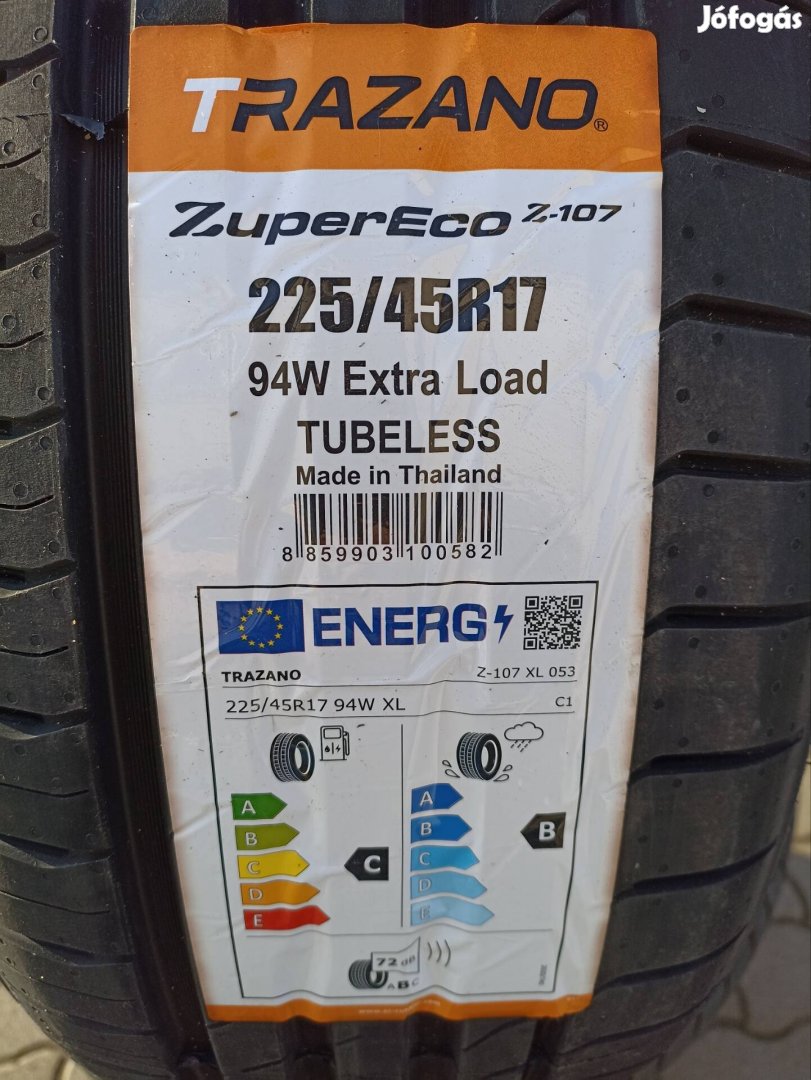 Jófogás
TRAZANO®
ZuperEco Z-107
225/45R17
94W Extra Load
TUBELESS
Made in Thailand
8 859903 100582
ENERG
TRAZANO Z-107 XL 053
225/45R17 94W XL C1
A
B
C
D
E
C
A
B
C
D
E
B
72 dB
ABC